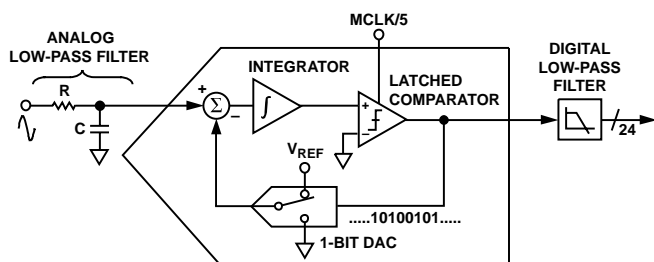 MCLK/5
ANALOG
LOW-PASS FILTER
INTEGRATOR
LATCHED
COMPARATOR
DIGITAL
LOW-PASS
FILTER
R
C
+
Σ
–
∫
+
–
24
VREF
.....10100101.....
1-BIT DAC